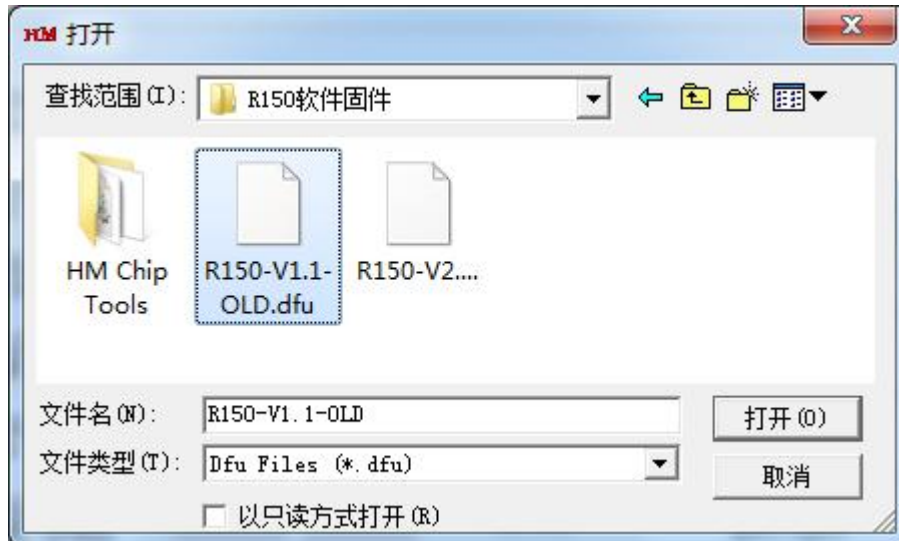 HM 打开
查找范围(I):
R150软件固件
HM Chip
Tools
R150-V1.1-
OLD.dfu
R150-V2....
文件名(N):
R150-V1.1-OLD
打开(O)
文件类型(T):
Dfu Files (*.dfu)
取消
以只读方式打开(R)